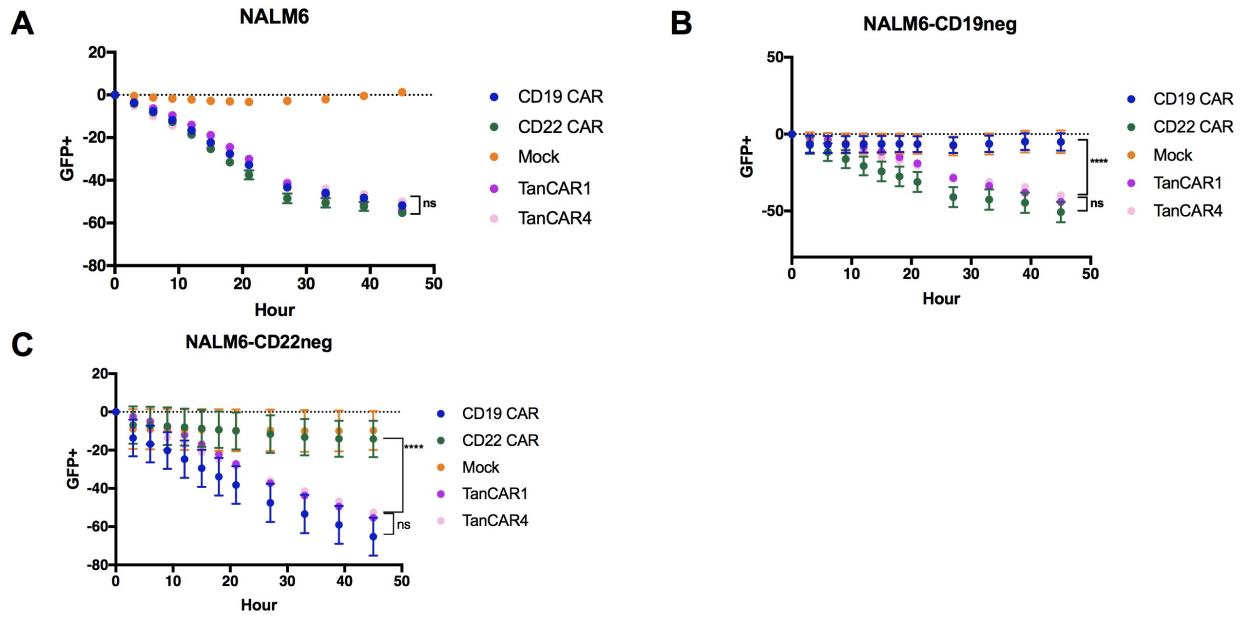 A
NALM6
GFP+
20
0
-20
-40
-60
-80
0 10 20 30 40 50
Hour
ns
CD19 CAR
CD22 CAR
Mock
TanCAR1
TanCAR4
B
NALM6-CD19neg
GFP+
50
0
-50
0 10 20 30 40 50
Hour
****
ns
CD19 CAR
CD22 CAR
Mock
TanCAR1
TanCAR4
C
NALM6-CD22neg
GFP+
20
0
-20
-40
-60
-80
0 10 20 30 40 50
Hour
****
ns
CD19 CAR
CD22 CAR
Mock
TanCAR1
TanCAR4